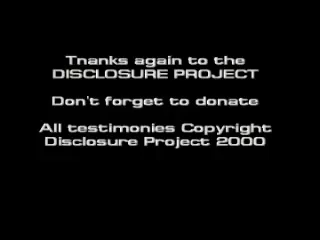 Tnanks again to the
DISCLOSURE PROJECT
Don't forget to donate
All testimonies Copyright
Disclosure Project 2000